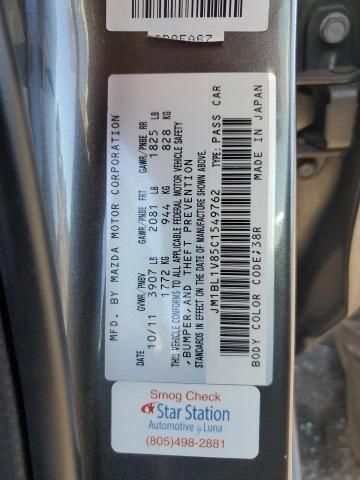 MFD. BY MAZDA MOTOR CORPORATION
DATE GVWR/PNBV GAWR/PNBE FRT GAWR/PNBE RR
10/11 3907 LB 2081 LB 1825 LB
1772 KG 944 KG 828 KG
THIS VEHICLE CONFORMS TO ALL APPLICABLE FEDERAL MOTOR VEHICLE SAFETY
,BUMPER,AND THEFT PREVENTION
STANDARDS IN EFFECT ON THE DATE OF MANUFACTURE SHOWN ABOVE.
JM1BL1V85C1549762 TYPE: PASS CAR
BODY COLOR CODE:38R MADE IN JAPAN
Smog Check
Star Station
Automotive by Luna
(805)498-2881